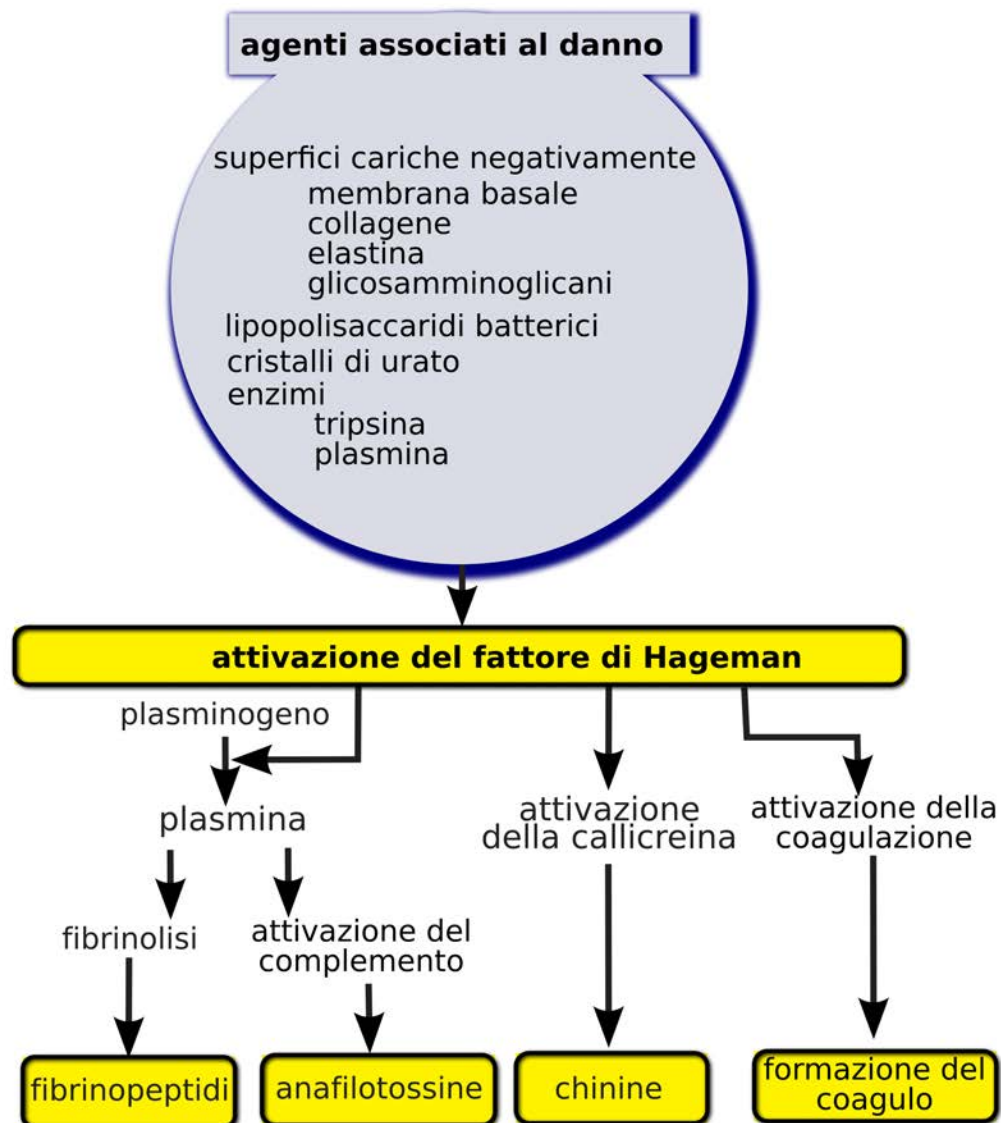 agenti associati al danno
superfici cariche negativamente
membrana basale
collagene
elastina
glicosamminoglicani
lipopolisaccaridi batterici
cristalli di urato
enzimi
tripsina
plasmina
attivazione del fattore di Hageman
plasminogeno
plasmina
fibrinolisi
attivazione del
complemento
attivazione
della callicreina
attivazione della
coagulazione
fibrinopeptidi
anafilotossine
chinine
formazione del
coagulo